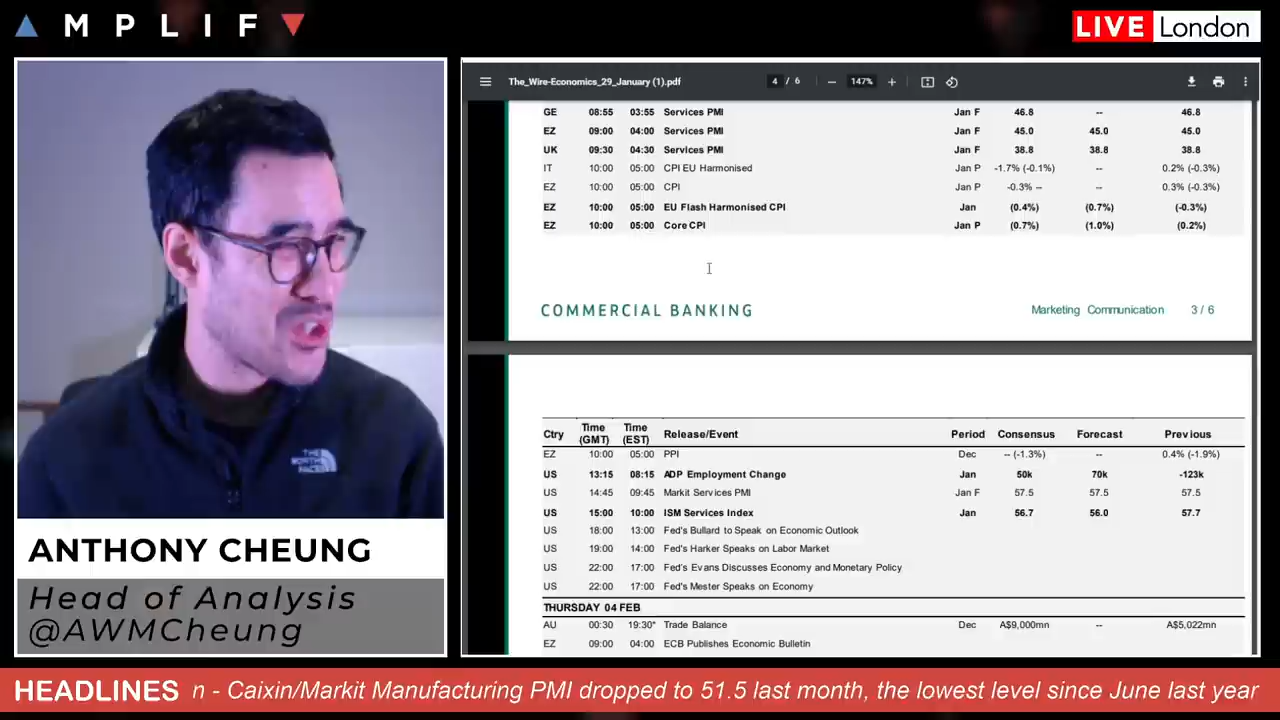 AMPLIFY
LIVE London
The_Wire-Economics_29_January (1).pdf 4 / 6 147%
GE 08:55 03:55 Services PMI Jan F 46.8 -- 46.8
EZ 09:00 04:00 Services PMI Jan F 45.0 45.0 45.0
UK 09:30 04:30 Services PMI Jan F 38.8 38.8 38.8
IT 10:00 05:00 CPI EU Harmonised Jan P -1.7% (-0.1%) -- 0.2% (-0.3%)
EZ 10:00 05:00 CPI Jan P -0.3% -- -- 0.3% (-0.3%)
EZ 10:00 05:00 EU Flash Harmonised CPI Jan (0.4%) (0.7%) (-0.3%)
EZ 10:00 05:00 Core CPI Jan P (0.7%) (1.0%) (0.2%)
COMMERCIAL BANKING Marketing Communication 3 / 6
Ctry Time (GMT) Time (EST) Release/Event Period Consensus Forecast Previous
EZ 10:00 05:00 PPI Dec -- (-1.3%) -- 0.4% (-1.9%)
US 13:15 08:15 ADP Employment Change Jan 50k 70k -123k
US 14:45 09:45 Markit Services PMI Jan F 57.5 57.5 57.5
US 15:00 10:00 ISM Services Index Jan 56.7 56.0 57.7
US 18:00 13:00 Fed's Bullard to Speak on Economic Outlook
US 19:00 14:00 Fed's Harker Speaks on Labor Market
US 22:00 17:00 Fed's Evans Discusses Economy and Monetary Policy
US 22:00 17:00 Fed's Mester Speaks on Economy
THURSDAY 04 FEB
AU 00:30 19:30* Trade Balance Dec A$9,000mn -- A$5,022mn
EZ 09:00 04:00 ECB Publishes Economic Bulletin
THE NORTH FACE
ANTHONY CHEUNG
Head of Analysis
@AWMCheung
HEADLINES n - Caixin/Markit Manufacturing PMI dropped to 51.5 last month, the lowest level since June last year